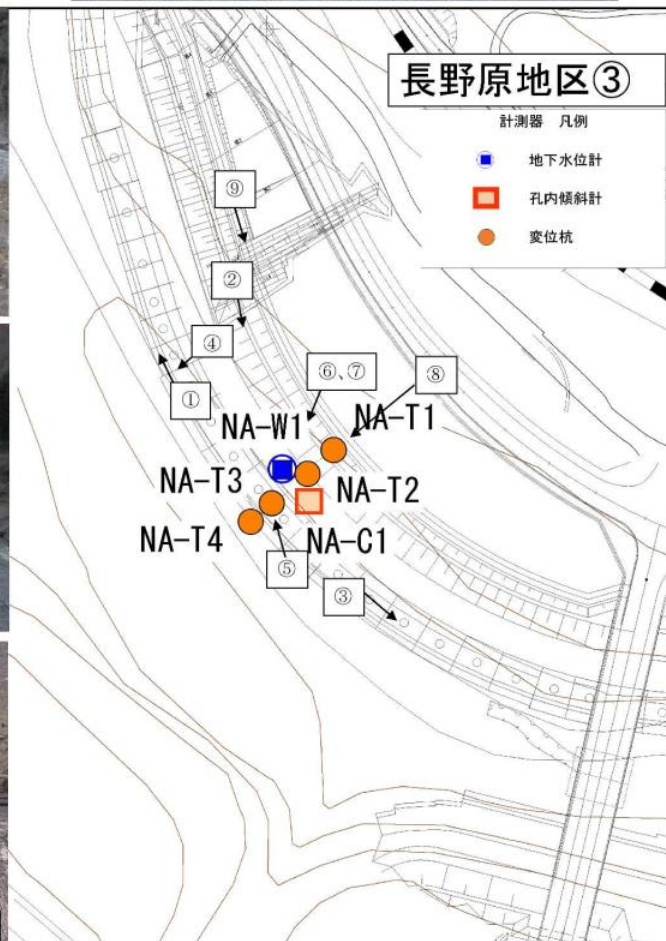 長野原地区③
計測器 凡例
地下水位計
孔内傾斜計
変位杭
⑨
②
④
①
⑥、⑦
⑧
NA-W1
NA-T1
NA-T3
NA-T2
NA-T4
NA-C1
⑤
③